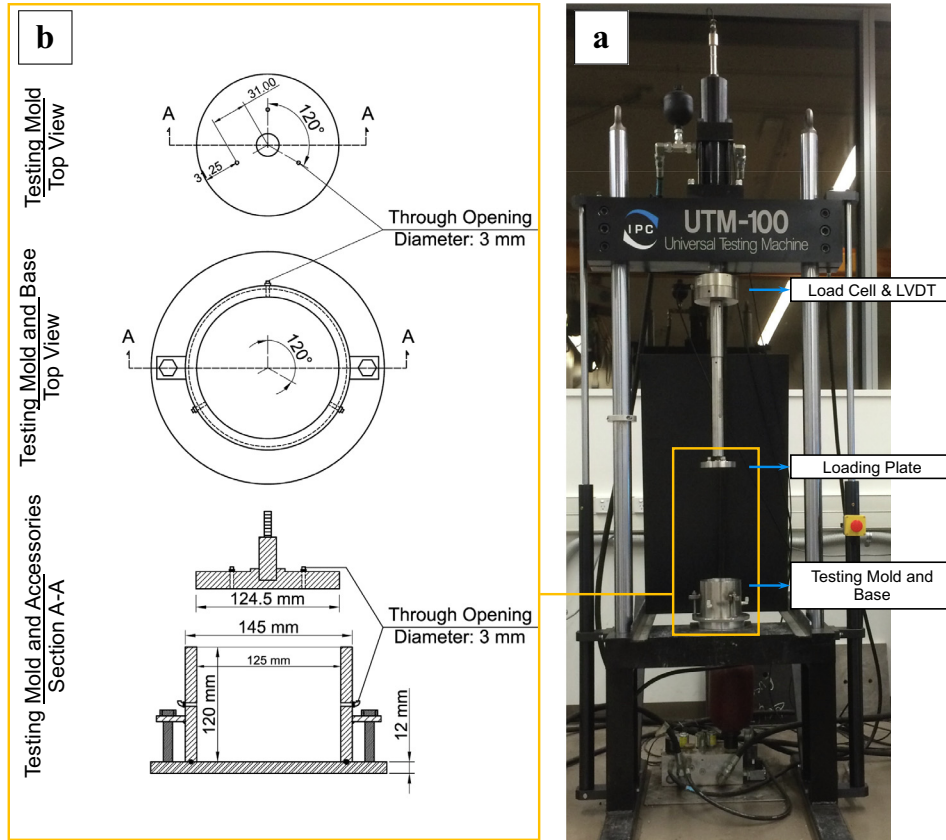 b
Testing Mold
Top View
A
A
31.00
120°
31.25
Through Opening
Diameter: 3 mm
Testing Mold and Base
Top View
A
A
120°
Testing Mold and Accessories
Section A-A
124.5 mm
145 mm
125 mm
120 mm
12 mm
Through Opening
Diameter: 3 mm
a
IPC
UTM-100
Universal Testing Machine
Load Cell & LVDT
Loading Plate
Testing Mold and
Base